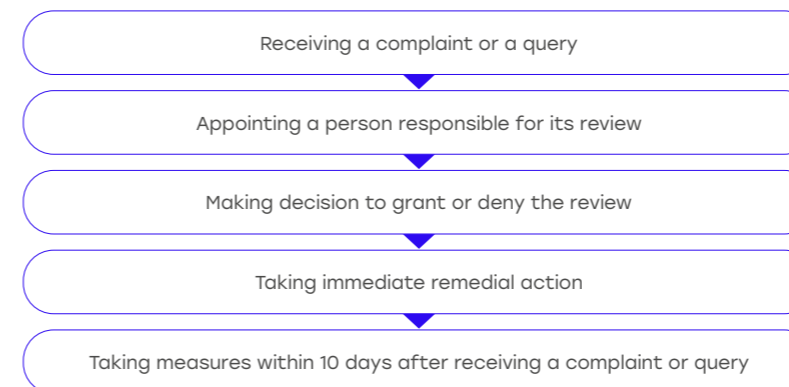 Receiving a complaint or a query
Appointing a person responsible for its review
Making decision to grant or deny the review
Taking immediate remedial action
Taking measures within 10 days after receiving a complaint or query